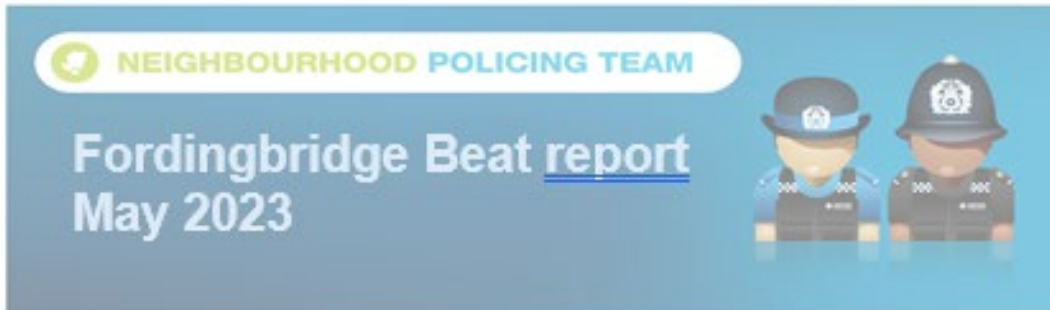 NEIGHBOURHOOD POLICING TEAM
Fordingbridge Beat report
May 2023